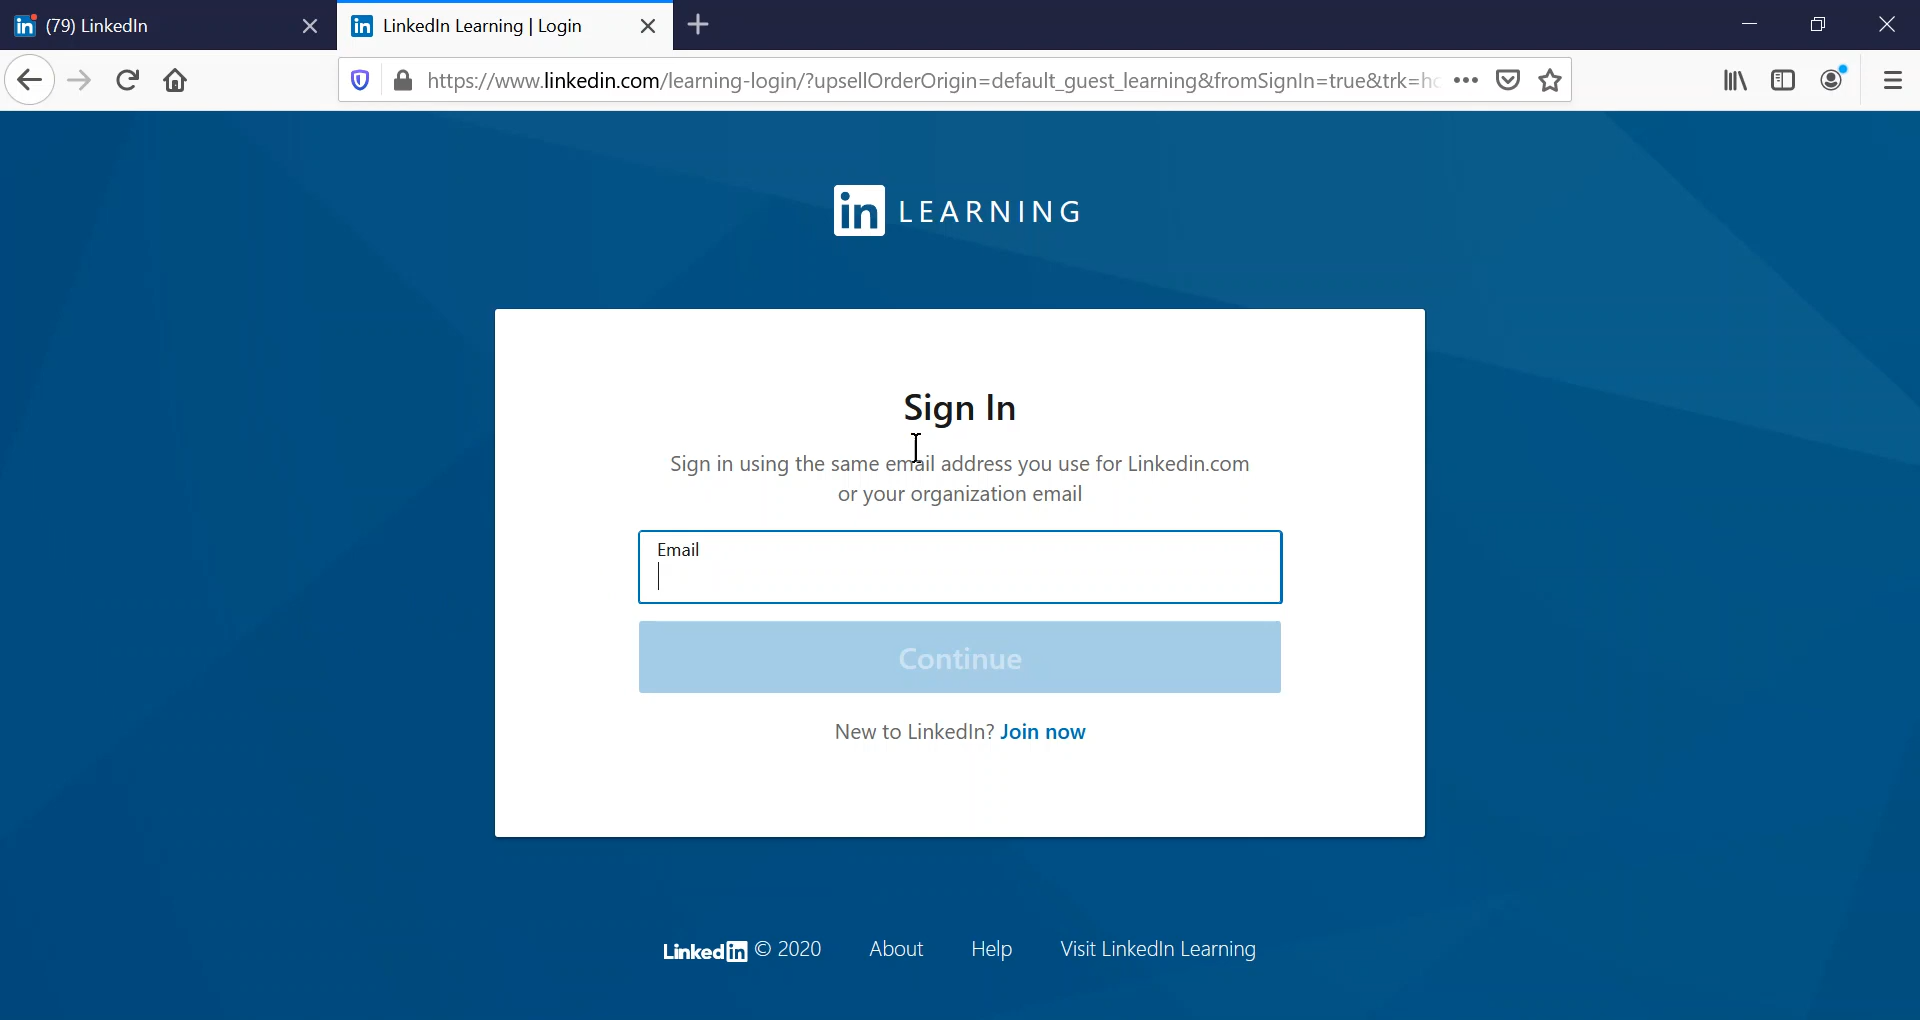 (79) LinkedIn
LinkedIn Learning | Login
https://www.linkedin.com/learning-login/?upsellOrderOrigin=default_guest_learning&fromSignIn=true&trk=
in LEARNING
Sign In
Sign in using the same email address you use for Linkedin.com
or your organization email
Email
Continue
New to LinkedIn? Join now
Linked in © 2020 About Help Visit LinkedIn Learning